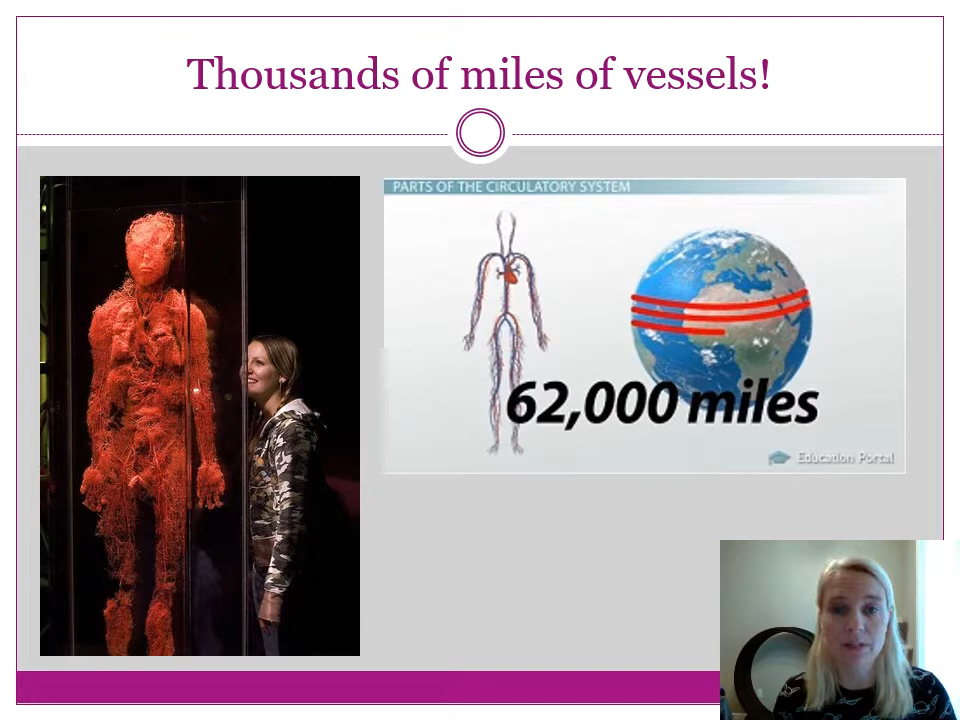 Thousands of miles of vessels!
PARTS OF THE CIRCULATORY SYSTEM
62,000 miles
Education Portal